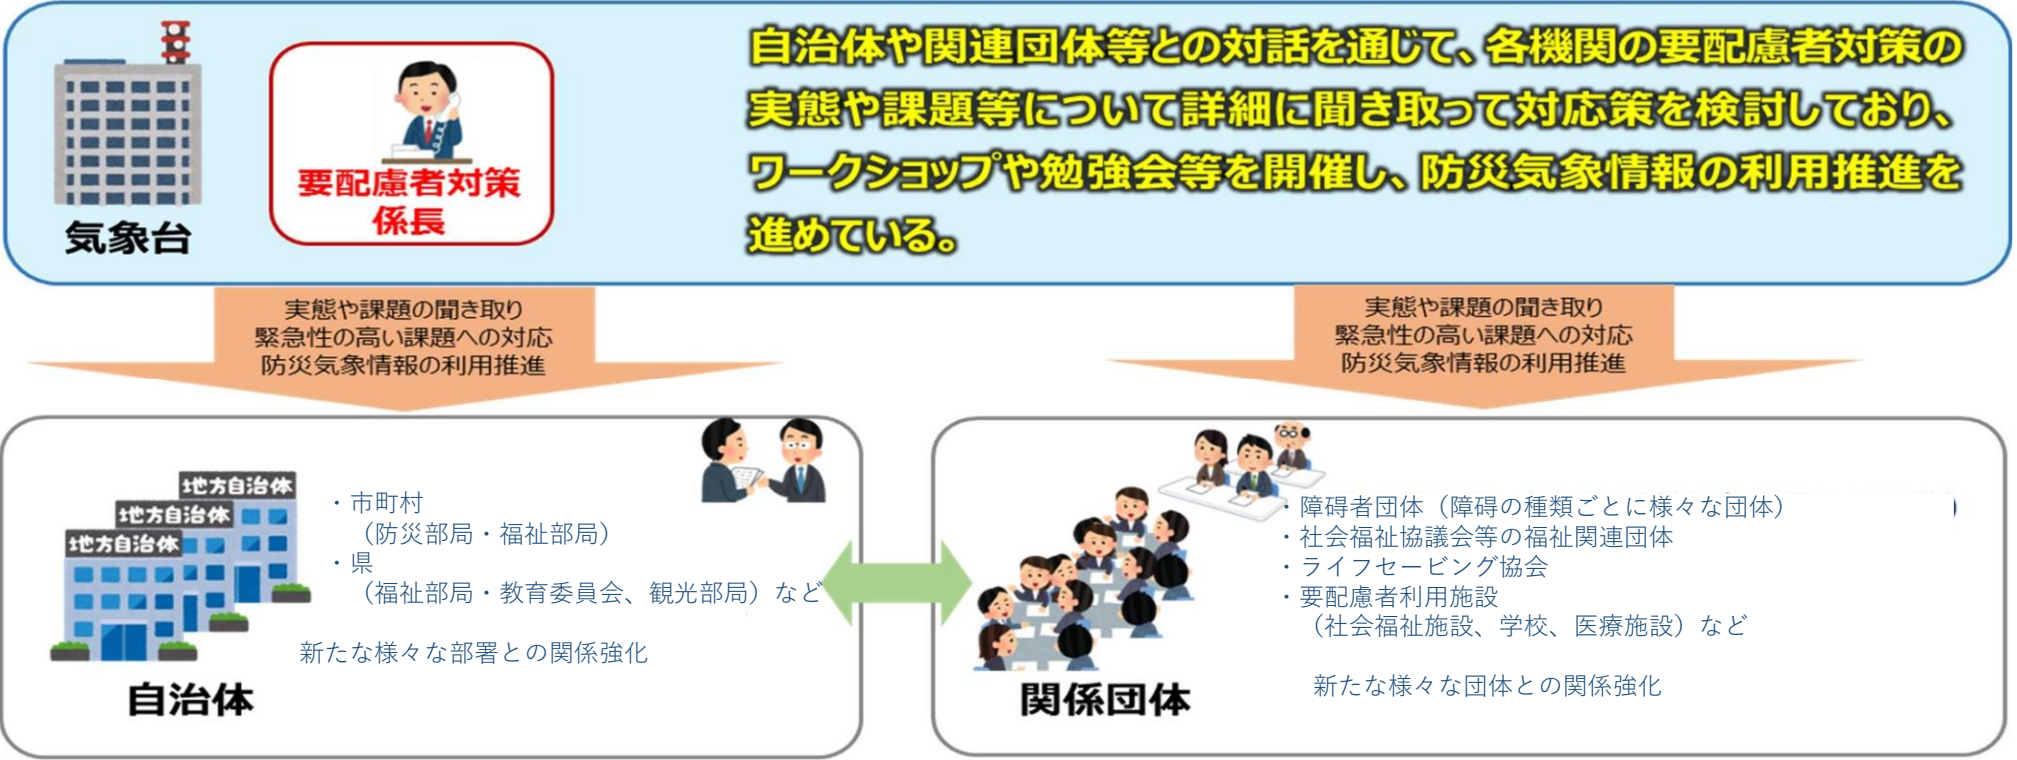 自治体や関連団体等との対話を通じて、各機関の要配慮者対策の
実態や課題等について詳細に聞き取って対応策を検討しており、
ワークショップや勉強会等を開催し、防災気象情報の利用推進を
進めている。
要配慮者対策
係長
気象台
実態や課題の聞き取り
緊急性の高い課題への対応
防災気象情報の利用推進
実態や課題の聞き取り
緊急性の高い課題への対応
防災気象情報の利用推進
地方自治体
地方自治体
地方自治体
・市町村
（防災部局・福祉部局）
・県
（福祉部局・教育委員会、観光部局）など
新たな様々な部署との関係強化
自治体
・障碍者団体（障碍の種類ごとに様々な団体）
・社会福祉協議会等の福祉関連団体
・ライフセービング協会
・要配慮者利用施設
（社会福祉施設、学校、医療施設）など
新たな様々な団体との関係強化
関係団体